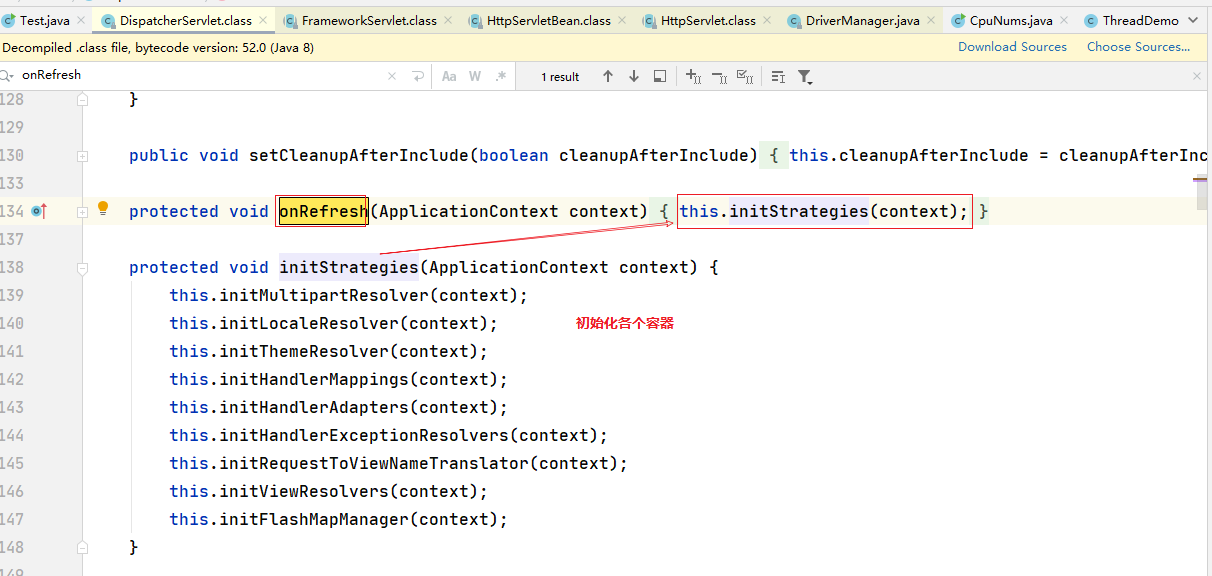 Test.java DispatcherServlet.class FrameworkServlet.class HttpServletBean.class HttpServlet.class DriverManager.java CpuNums.java ThreadDemo
Decompiled .class file, bytecode version: 52.0 (Java 8) Download Sources Choose Sources...
onRefresh Aa W .* 1 result
128 }
129
130 public void setCleanupAfterInclude(boolean cleanupAfterInclude) { this.cleanupAfterInclude = cleanupAfterInc
133
134 protected void onRefresh(ApplicationContext context) { this.initStrategies(context); }
137
138 protected void initStrategies(ApplicationContext context) {
139 this.initMultipartResolver(context);
140 this.initLocaleResolver(context); 初始化各个容器
141 this.initThemeResolver(context);
142 this.initHandlerMappings(context);
143 this.initHandlerAdapters(context);
144 this.initHandlerExceptionResolvers(context);
145 this.initRequestToViewNameTranslator(context);
146 this.initViewResolvers(context);
147 this.initFlashMapManager(context);
148 }
149